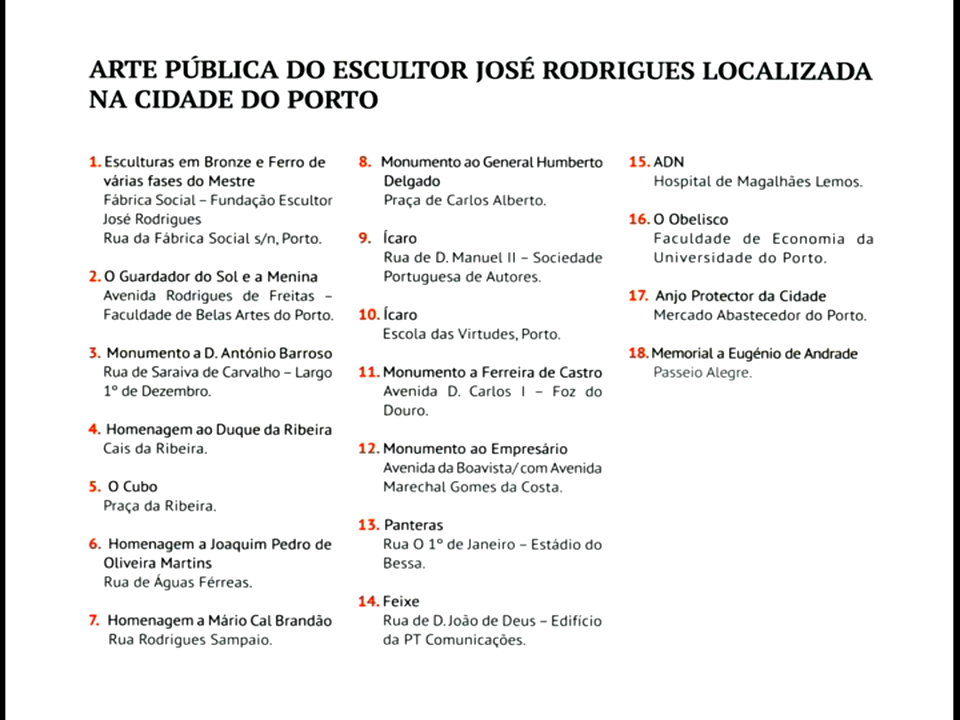 ARTE PÚBLICA DO ESCULTOR JOSÉ RODRIGUES LOCALIZADA
NA CIDADE DO PORTO
1. Esculturas em Bronze e Ferro de
várias fases do Mestre
Fábrica Social – Fundação Escultor
José Rodrigues
Rua da Fábrica Social s/n, Porto.
2. O Guardador do Sol e a Menina
Avenida Rodrigues de Freitas –
Faculdade de Belas Artes do Porto.
3. Monumento a D. António Barroso
Rua de Saraiva de Carvalho – Largo
1º de Dezembro.
4. Homenagem ao Duque da Ribeira
Cais da Ribeira.
5. O Cubo
Praça da Ribeira.
6. Homenagem a Joaquim Pedro de
Oliveira Martins
Rua de Águas Férreas.
7. Homenagem a Mário Cal Brandão
Rua Rodrigues Sampaio.
8. Monumento ao General Humberto
Delgado
Praça de Carlos Alberto.
9. Ícaro
Rua de D. Manuel II – Sociedade
Portuguesa de Autores.
10. Ícaro
Escola das Virtudes, Porto.
11. Monumento a Ferreira de Castro
Avenida D. Carlos I – Foz do
Douro.
12. Monumento ao Empresário
Avenida da Boavista/com Avenida
Marechal Gomes da Costa.
13. Panteras
Rua O 1º de Janeiro – Estádio do
Bessa.
14. Feixe
Rua de D. João de Deus – Edifício
da PT Comunicações.
15. ADN
Hospital de Magalhães Lemos.
16. O Obelisco
Faculdade de Economia da
Universidade do Porto.
17. Anjo Protector da Cidade
Mercado Abastecedor do Porto.
18. Memorial a Eugénio de Andrade
Passeio Alegre.